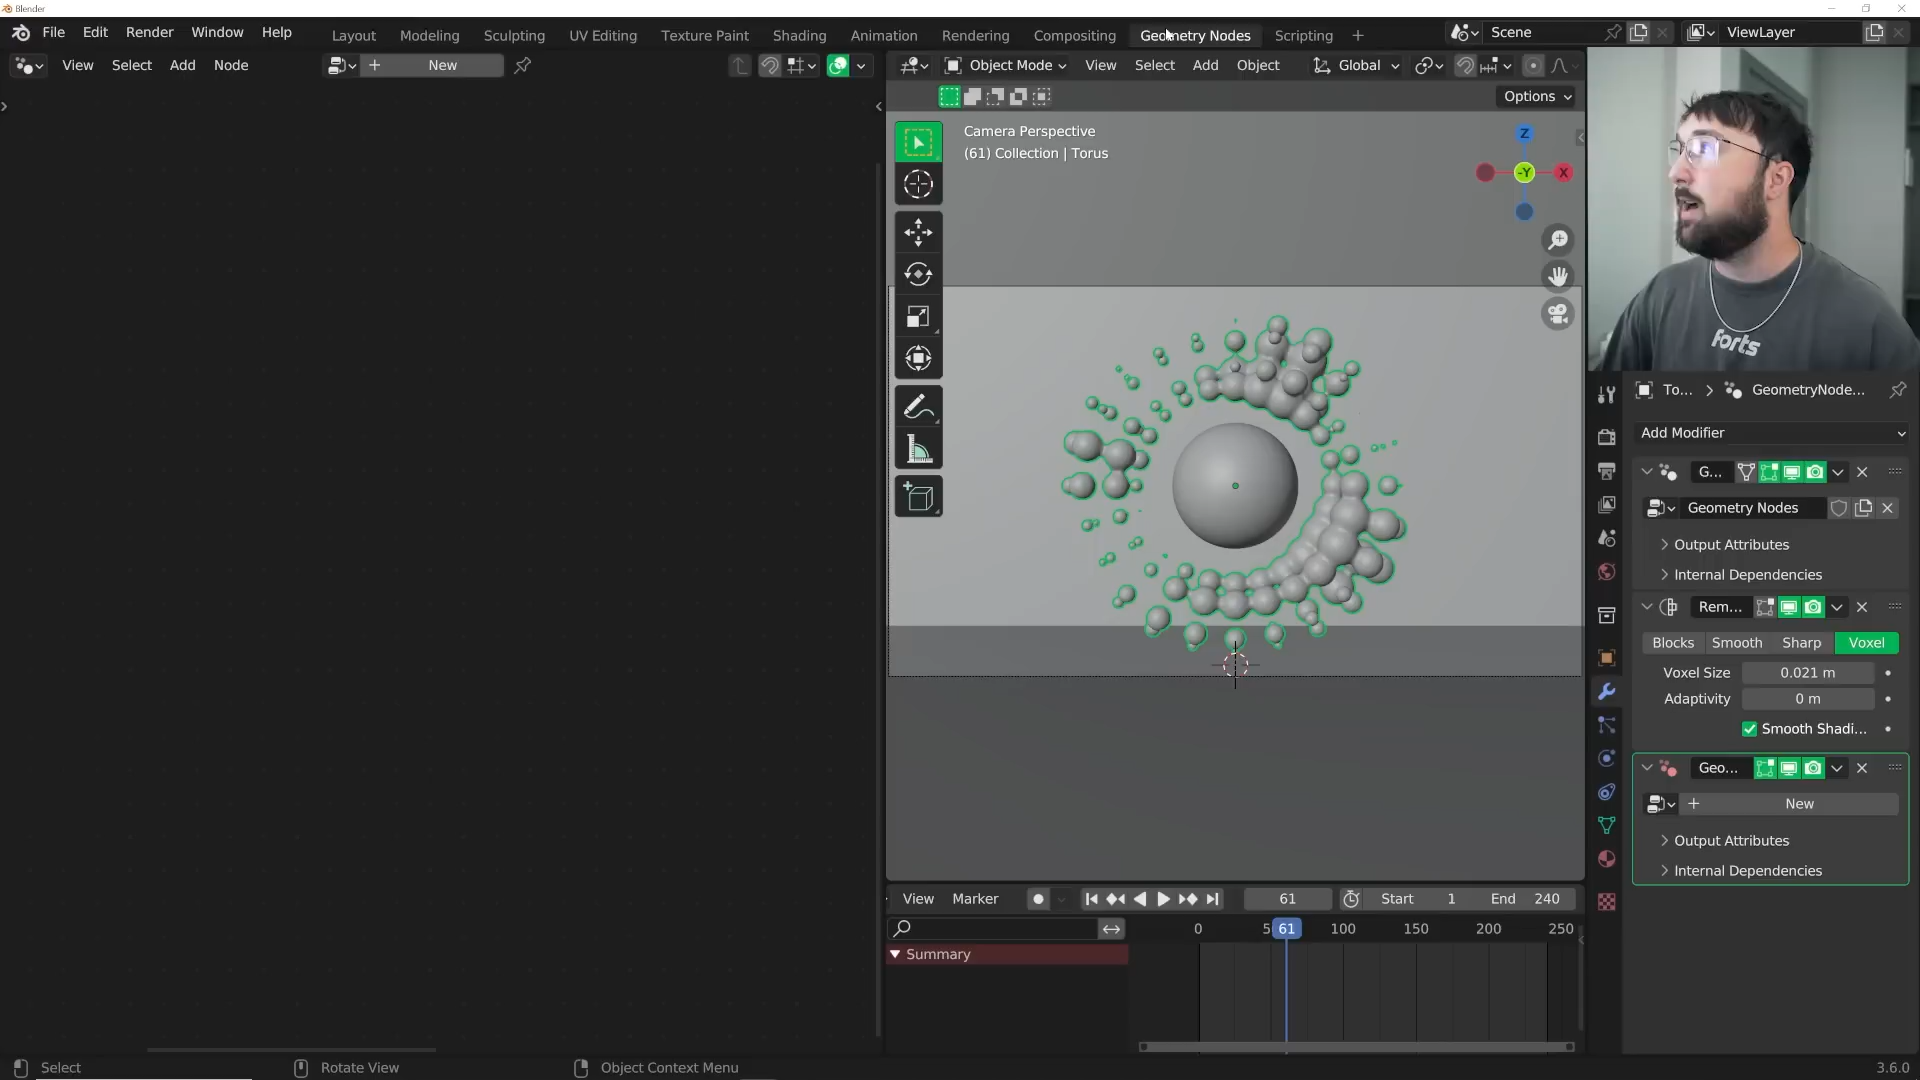 Blender
File Edit Render Window Help
Layout Modeling Sculpting UV Editing Texture Paint Shading Animation Rendering Compositing Geometry Nodes Scripting +
Scene
ViewLayer
View Select Add Node
+ New
Object Mode View Select Add Object
Global
Options
Camera Perspective
(61) Collection | Torus
Z
-Y
X
forts
To... > GeometryNode...
Add Modifier
G...
Geometry Nodes
Output Attributes
Internal Dependencies
Rem...
Blocks Smooth Sharp Voxel
Voxel Size 0.021 m
Adaptivity 0 m
Smooth Shadi...
Geo...
+ New
Output Attributes
Internal Dependencies
View Marker
61
Start 1 End 240
0 5 61 100 150 200 250
Summary
Select
Rotate View
Object Context Menu
3.6.0